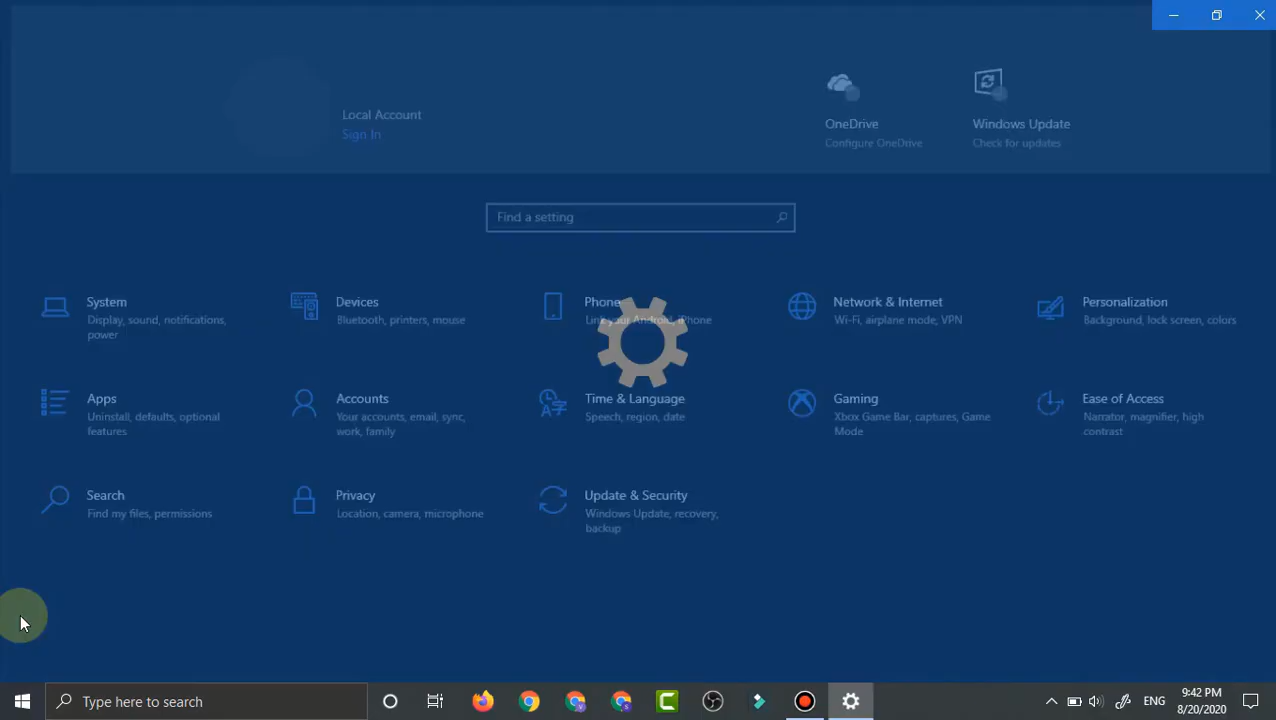 Local Account
Sign In
OneDrive
Configure OneDrive
Windows Update
Check for updates
Find a setting
System
Display, sound, notifications,
power
Devices
Bluetooth, printers, mouse
Phone
Link your Android, iPhone
Network & Internet
Wi-Fi, airplane mode, VPN
Personalization
Background, lock screen, colors
Apps
Uninstall, defaults, optional
features
Accounts
Your accounts, email, sync,
work, family
Time & Language
Speech, region, date
Gaming
Xbox Game Bar, captures, Game
Mode
Ease of Access
Narrator, magnifier, high
contrast
Search
Find my files, permissions
Privacy
Location, camera, microphone
Update & Security
Windows Update, recovery,
backup
Type here to search
ENG
9:42 PM
8/20/2020